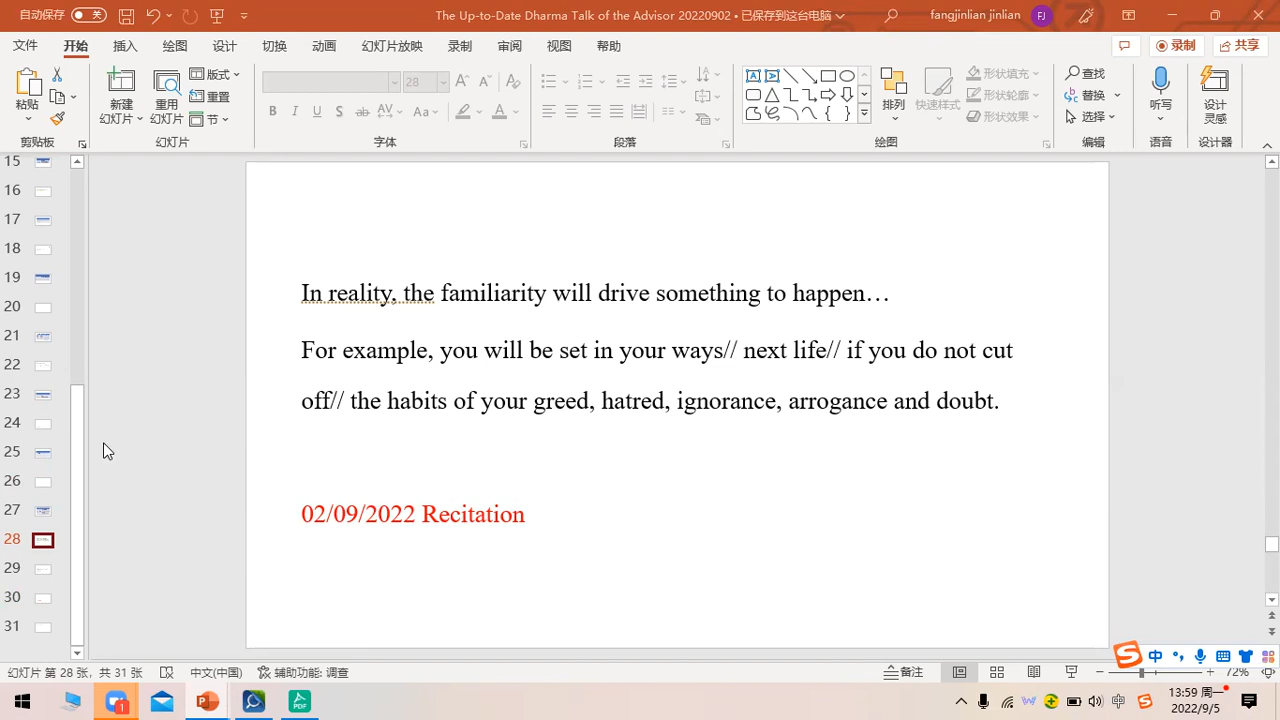 自动保存 关 The Up-to-Date Dharma Talk of the Advisor 20220902 • 已保存到这台电脑 fangjinlian jinlian FJ
文件 开始 插入 绘图 设计 切换 动画 幻灯片放映 录制 审阅 视图 帮助 录制 共享
粘贴 新建 幻灯片 重用 幻灯片 版式 重置 节 28 B I U S ab AV Aa A 排列 快速样式 形状填充 形状轮廓 形状效果 查找 替换 选择 听写 设计 灵感
剪贴板 幻灯片 字体 段落 绘图 编辑 语音 设计器
15
16
17
18
19
20
21
22
23
24
25
26
27
28
29
30
31
In reality, the familiarity will drive something to happen…
For example, you will be set in your ways// next life// if you do not cut
off// the habits of your greed, hatred, ignorance, arrogance and doubt.
02/09/2022 Recitation
中
幻灯片 第 28 张，共 31 张 中文(中国) 辅助功能: 调查 备注 72%
13:59 周一
2022/9/5